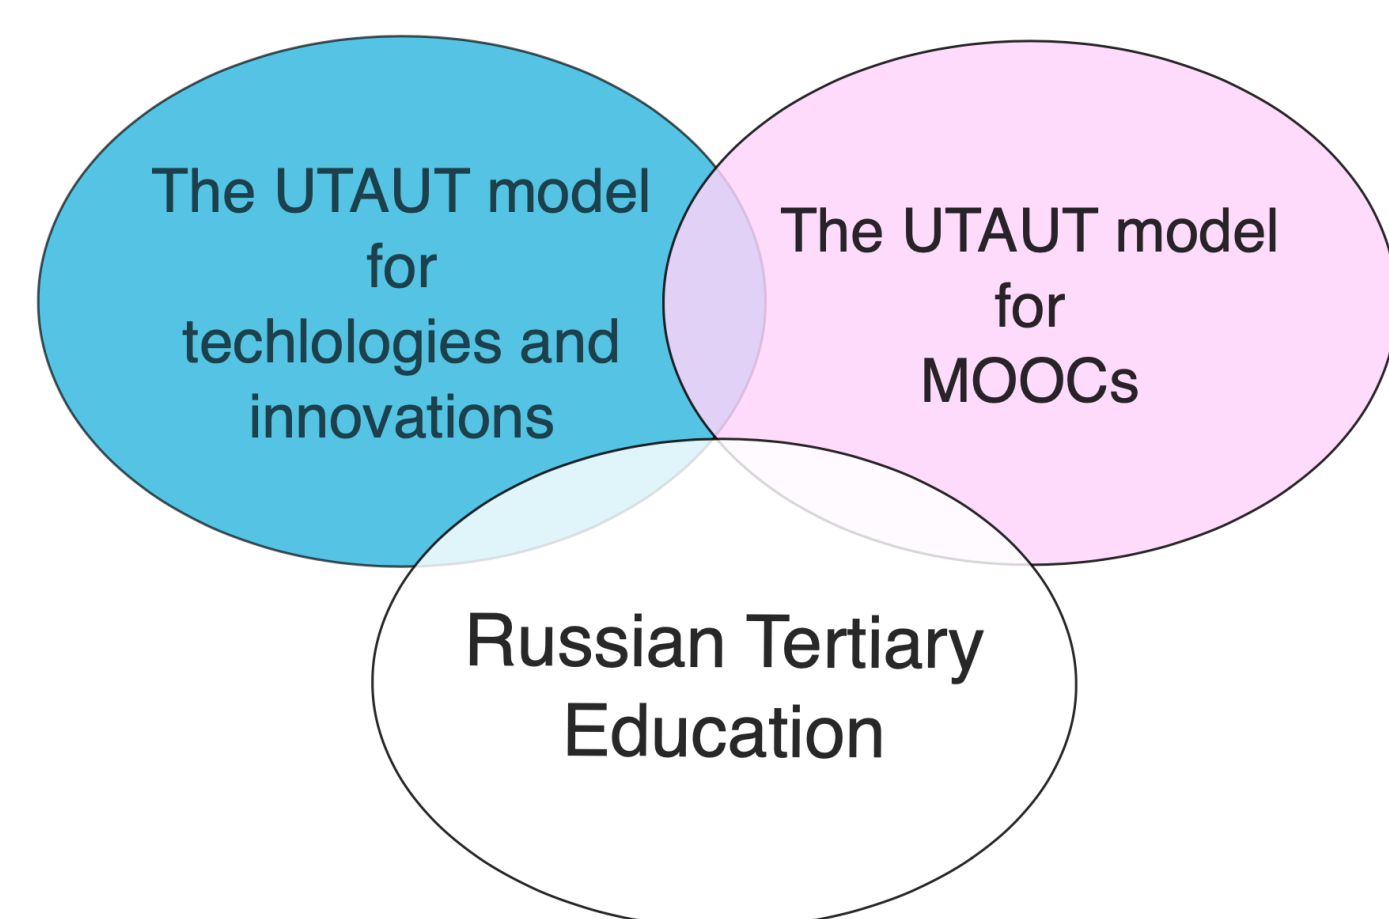 The UTAUT model
for
techlologies and
innovations
The UTAUT model
for
MOOCs
Russian Tertiary
Education